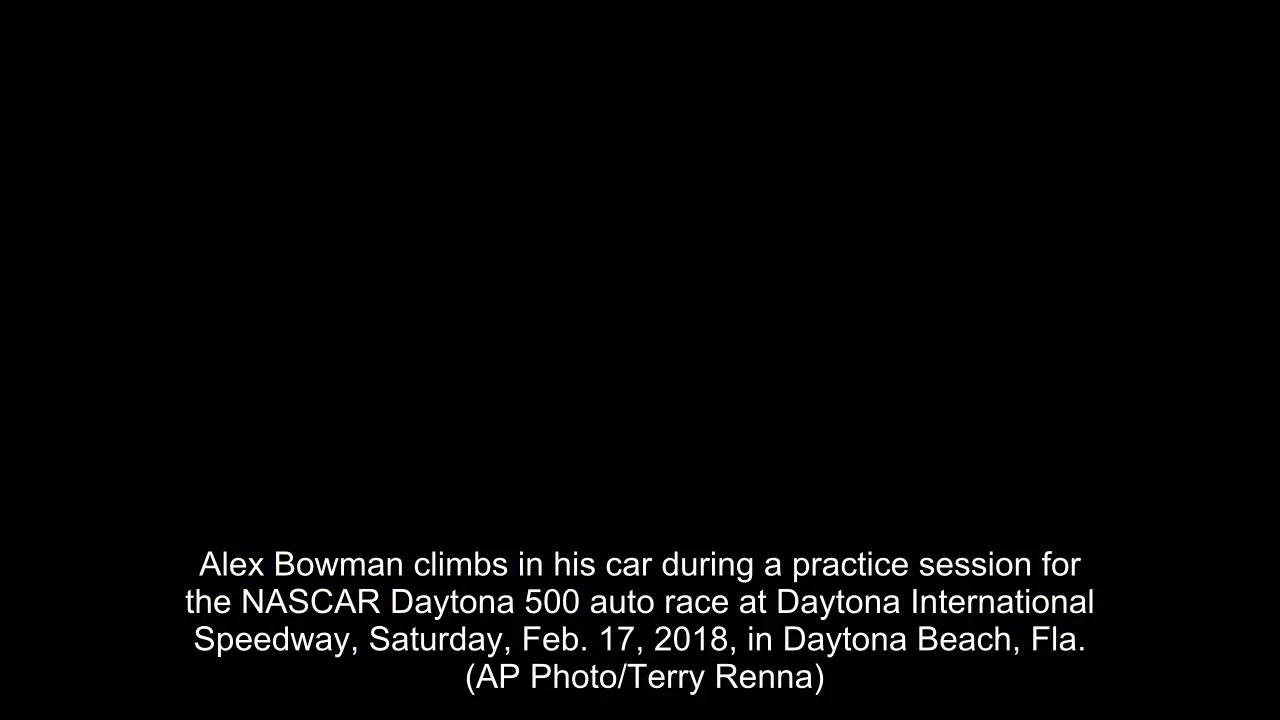 Alex Bowman climbs in his car during a practice session for
the NASCAR Daytona 500 auto race at Daytona International
Speedway, Saturday, Feb. 17, 2018, in Daytona Beach, Fla.
(AP Photo/Terry Renna)